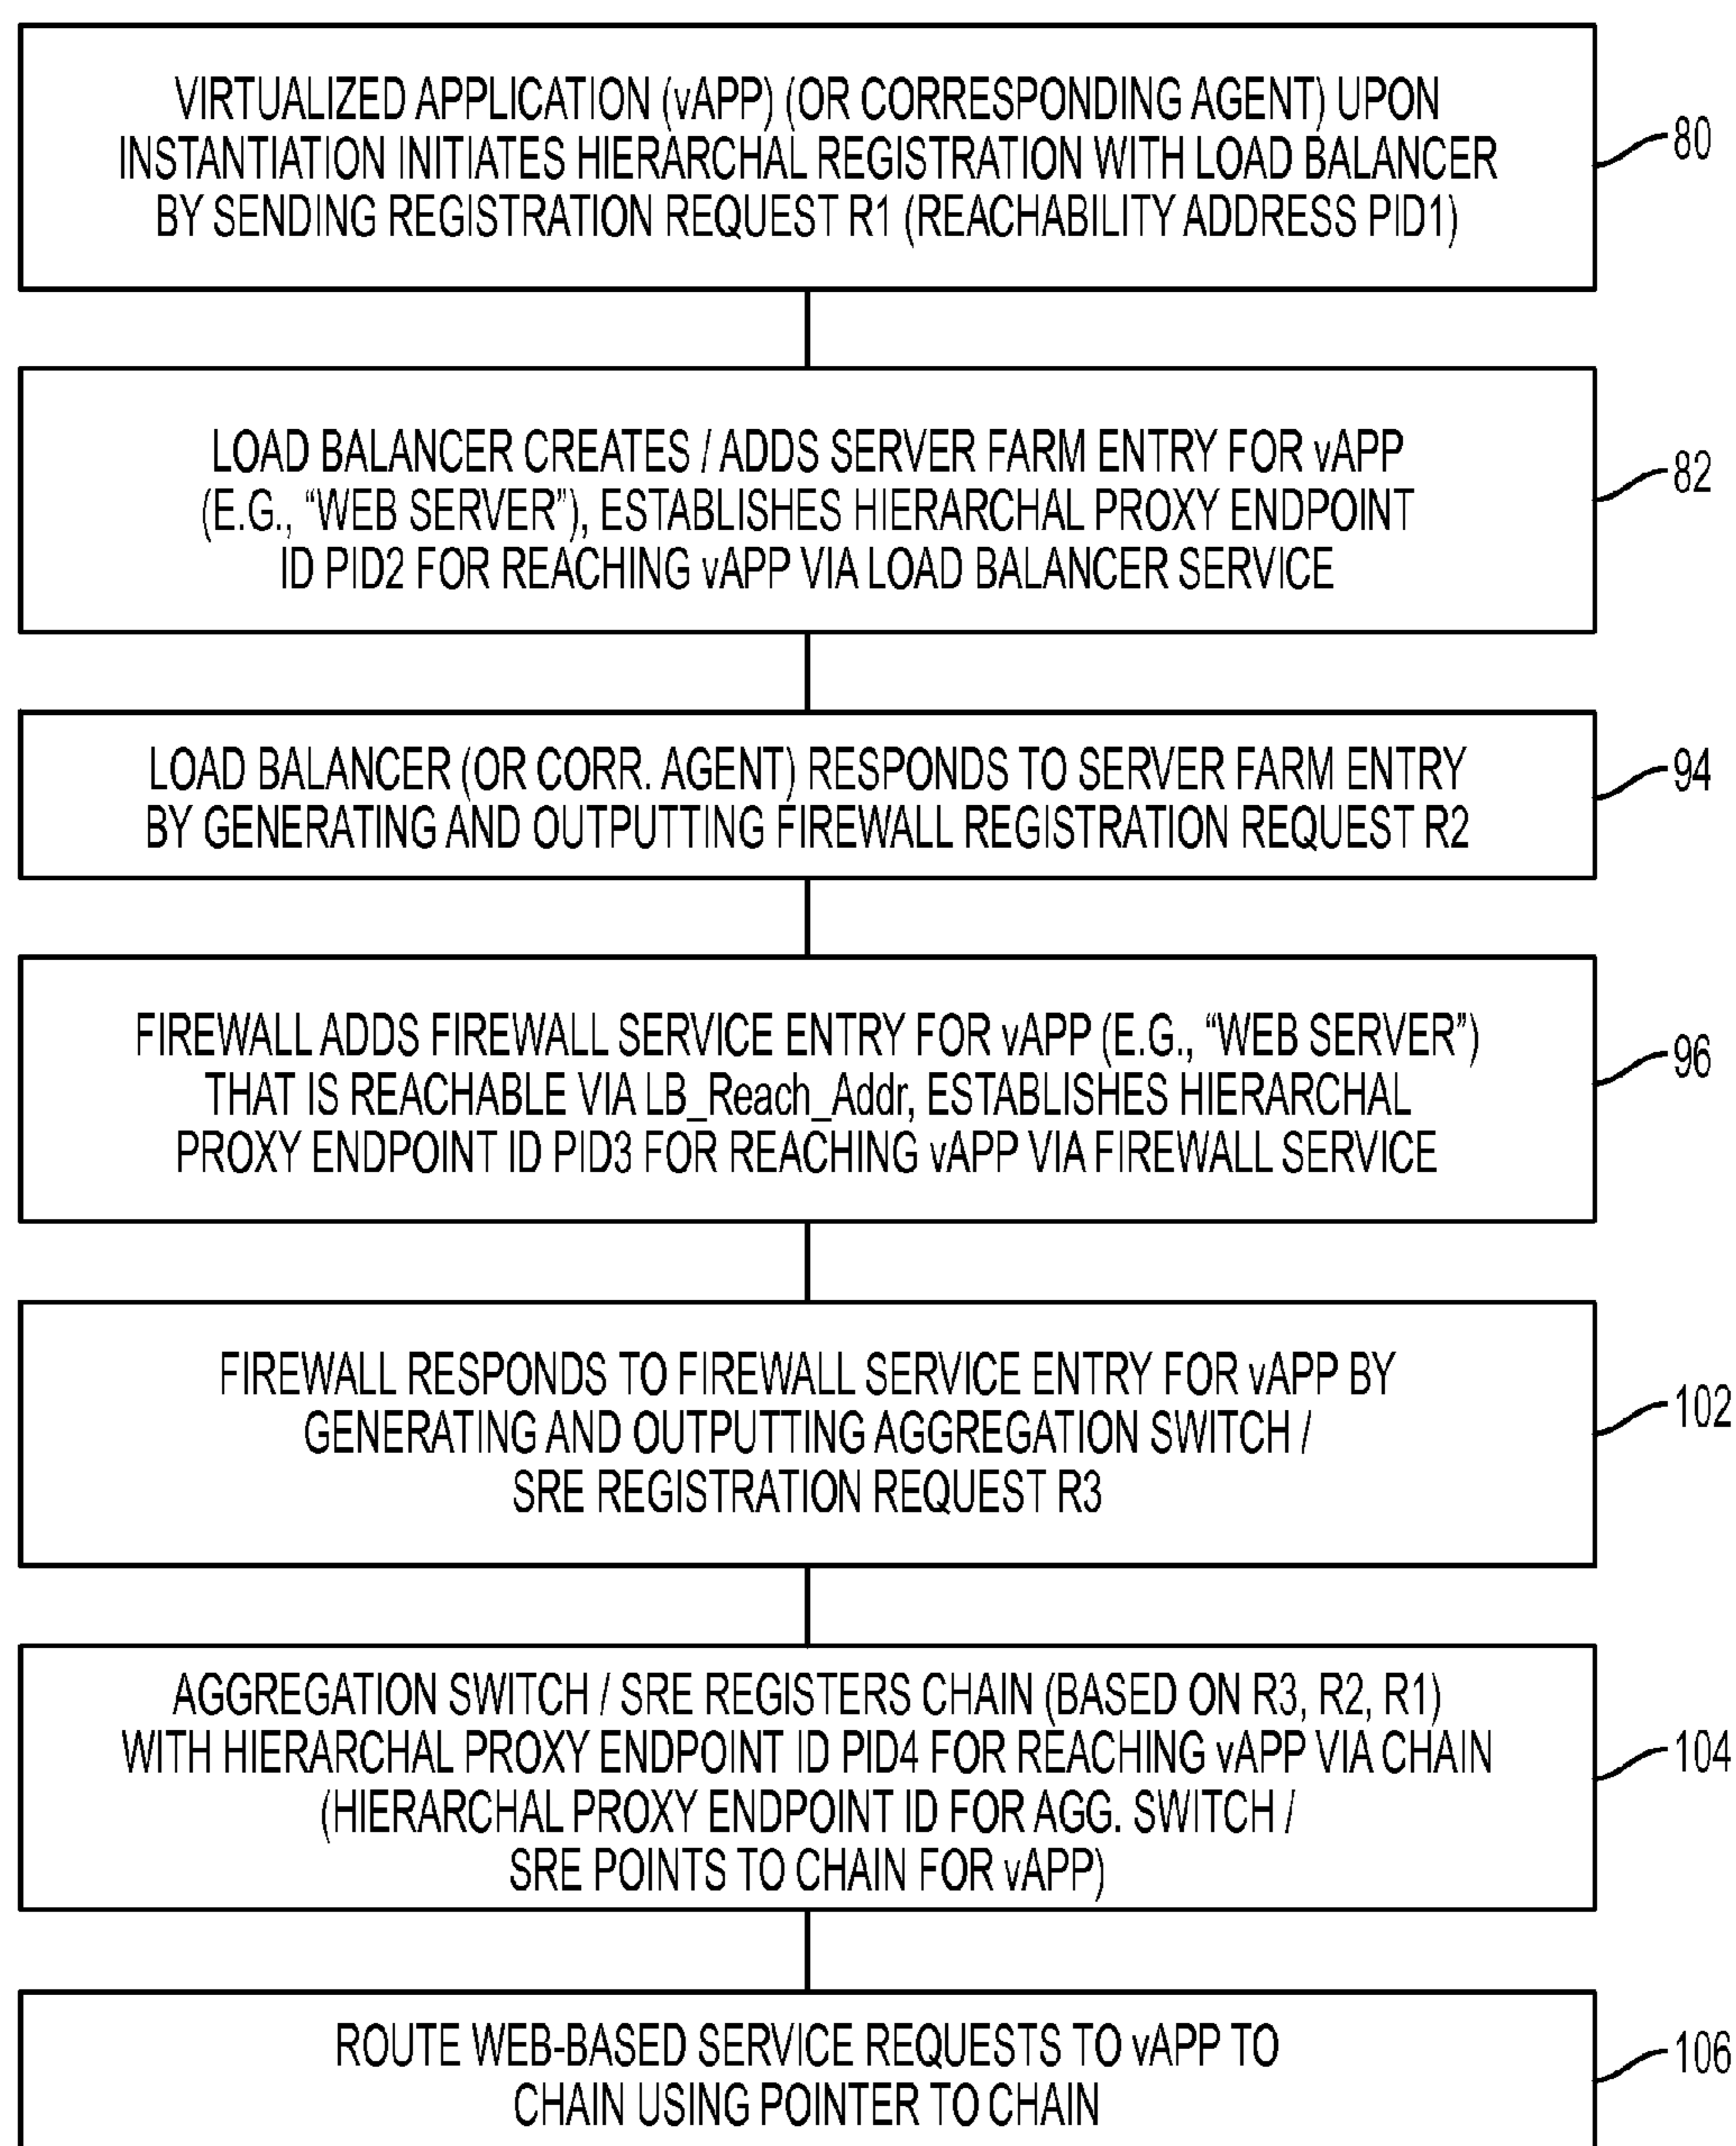 VIRTUALIZED APPLICATION (vAPP) (OR CORRESPONDING AGENT) UPON
INSTANTIATION INITIATES HIERARCHAL REGISTRATION WITH LOAD BALANCER
BY SENDING REGISTRATION REQUEST R1 (REACHABILITY ADDRESS PID1)
80
LOAD BALANCER CREATES / ADDS SERVER FARM ENTRY FOR vAPP
(E.G., “WEB SERVER”), ESTABLISHES HIERARCHAL PROXY ENDPOINT
ID PID2 FOR REACHING vAPP VIA LOAD BALANCER SERVICE
82
LOAD BALANCER (OR CORR. AGENT) RESPONDS TO SERVER FARM ENTRY
BY GENERATING AND OUTPUTTING FIREWALL REGISTRATION REQUEST R2
94
FIREWALL ADDS FIREWALL SERVICE ENTRY FOR vAPP (E.G., “WEB SERVER”)
THAT IS REACHABLE VIA LB_Reach_Addr, ESTABLISHES HIERARCHAL
PROXY ENDPOINT ID PID3 FOR REACHING vAPP VIA FIREWALL SERVICE
96
FIREWALL RESPONDS TO FIREWALL SERVICE ENTRY FOR vAPP BY
GENERATING AND OUTPUTTING AGGREGATION SWITCH /
SRE REGISTRATION REQUEST R3
102
AGGREGATION SWITCH / SRE REGISTERS CHAIN (BASED ON R3, R2, R1)
WITH HIERARCHAL PROXY ENDPOINT ID PID4 FOR REACHING vAPP VIA CHAIN
(HIERARCHAL PROXY ENDPOINT ID FOR AGG. SWITCH /
SRE POINTS TO CHAIN FOR vAPP)
104
ROUTE WEB-BASED SERVICE REQUESTS TO vAPP TO
CHAIN USING POINTER TO CHAIN
106